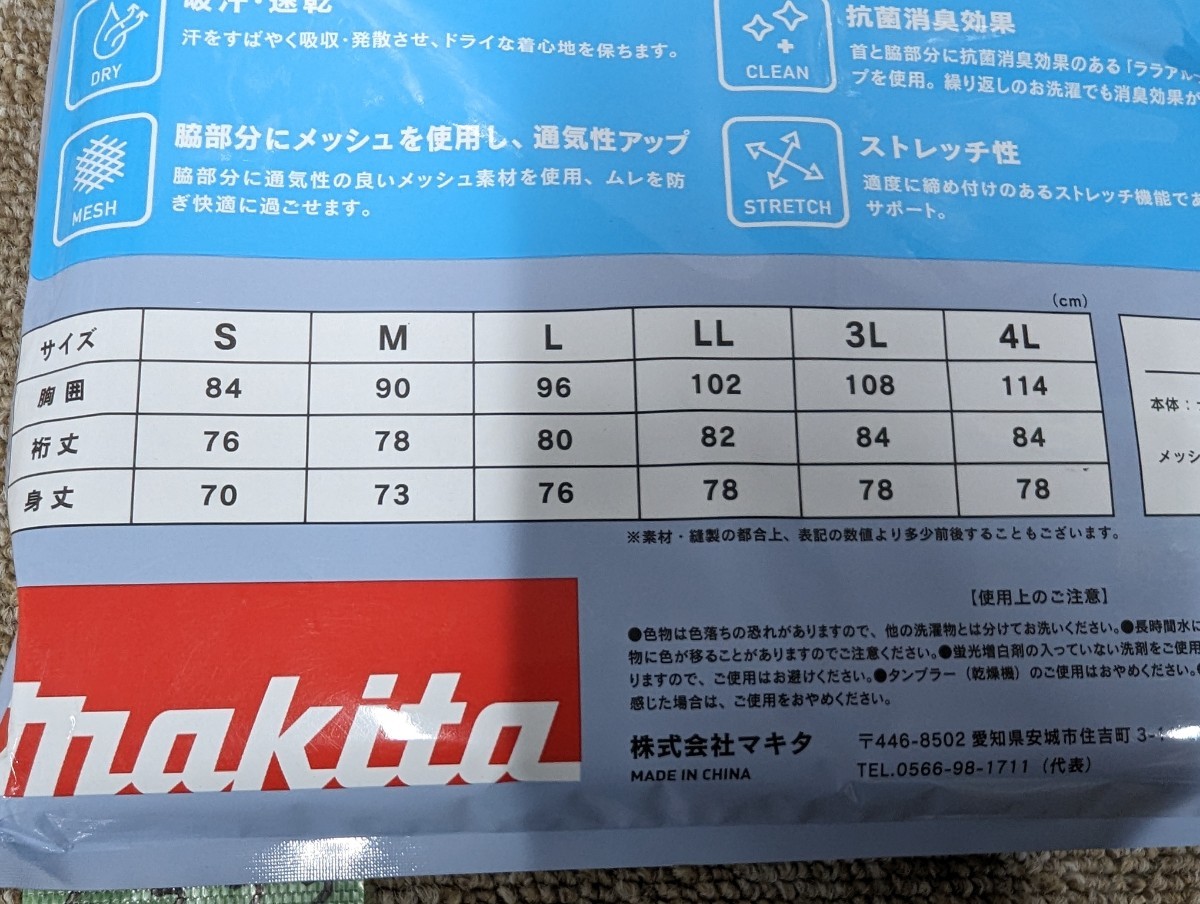 吸汗・速乾
汗をすばやく吸収・発散させ、ドライな着心地を保ちます。
DRY
脇部分にメッシュを使用し、通気性アップ
脇部分に通気性の良いメッシュ素材を使用、ムレを防
ぎ快適に過ごせます。
MESH
抗菌消臭効果
首と脇部分に抗菌消臭効果のある「ララアル
プを使用。繰り返しのお洗濯でも消臭効果が
CLEAN
ストレッチ性
適度に締め付けのあるストレッチ機能であ
サポート。
STRETCH
(cm)
サイズ S M L LL 3L 4L
胸囲 84 90 96 102 108 114
裄丈 76 78 80 82 84 84
身丈 70 73 76 78 78 78
※素材・縫製の都合上、表記の数値より多少前後することもございます。
本体：
メッシ
makita
【使用上のご注意】
●色物は色落ちの恐れがありますので、他の洗濯物とは分けてお洗いください。●長時間水に
物に色が移ることがありますのでご注意ください。●蛍光増白剤の入っていない洗剤をご使用
りますので、ご使用はお避けください。●タンブラー（乾燥機）のご使用はおやめください。
感じた場合は、ご使用をおやめください。
株式会社マキタ 〒446-8502 愛知県安城市住吉町 3-1
MADE IN CHINA TEL.0566-98-1711（代表）